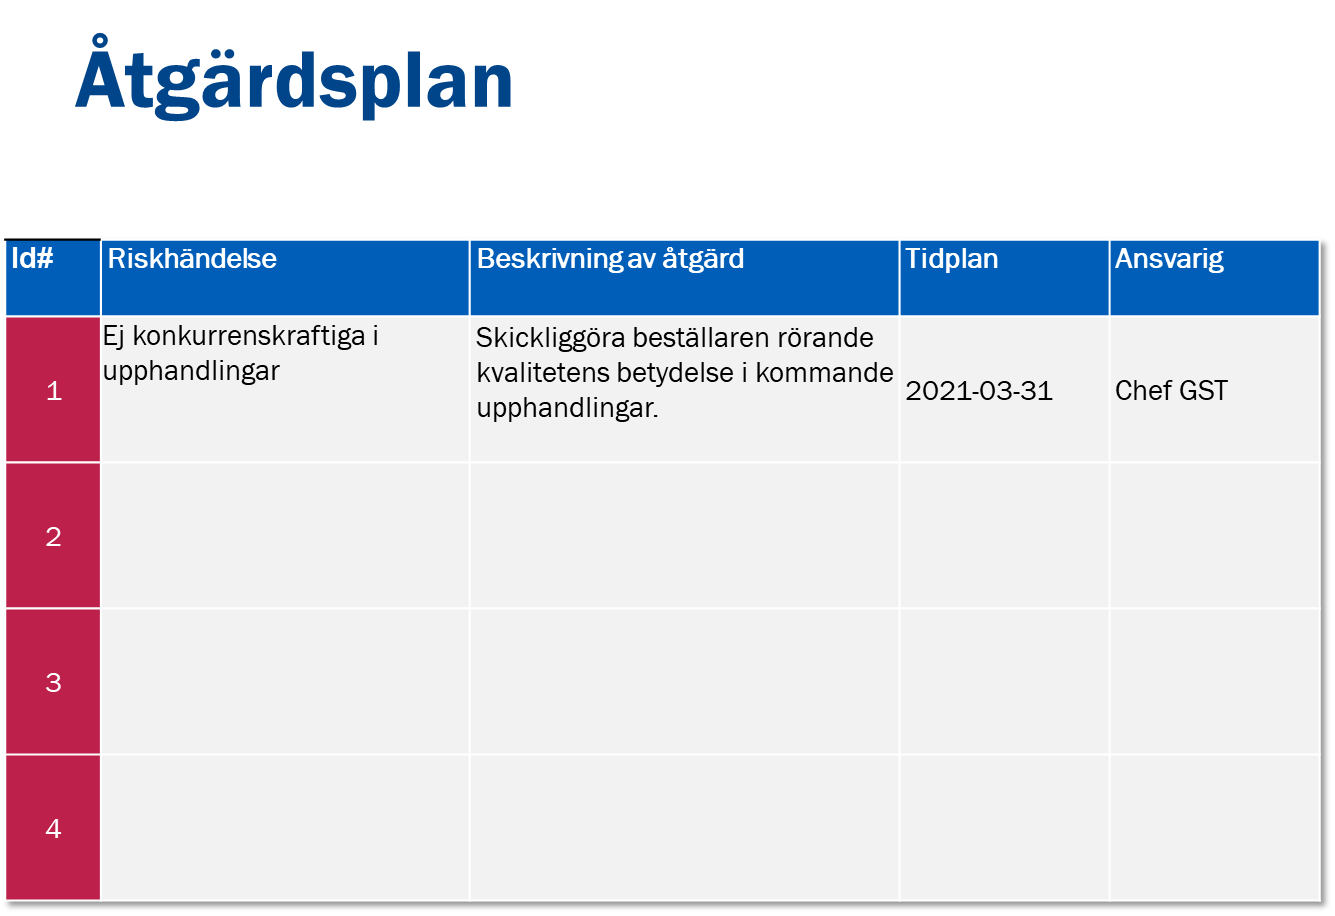 Åtgärdsplan
Id# Riskhändelse Beskrivning av åtgärd Tidplan Ansvarig
Ej konkurrenskraftiga i
upphandlingar
Skickliggöra beställaren rörande
kvalitetens betydelse i kommande
upphandlingar.
1 2021-03-31 Chef GST
2
3
4